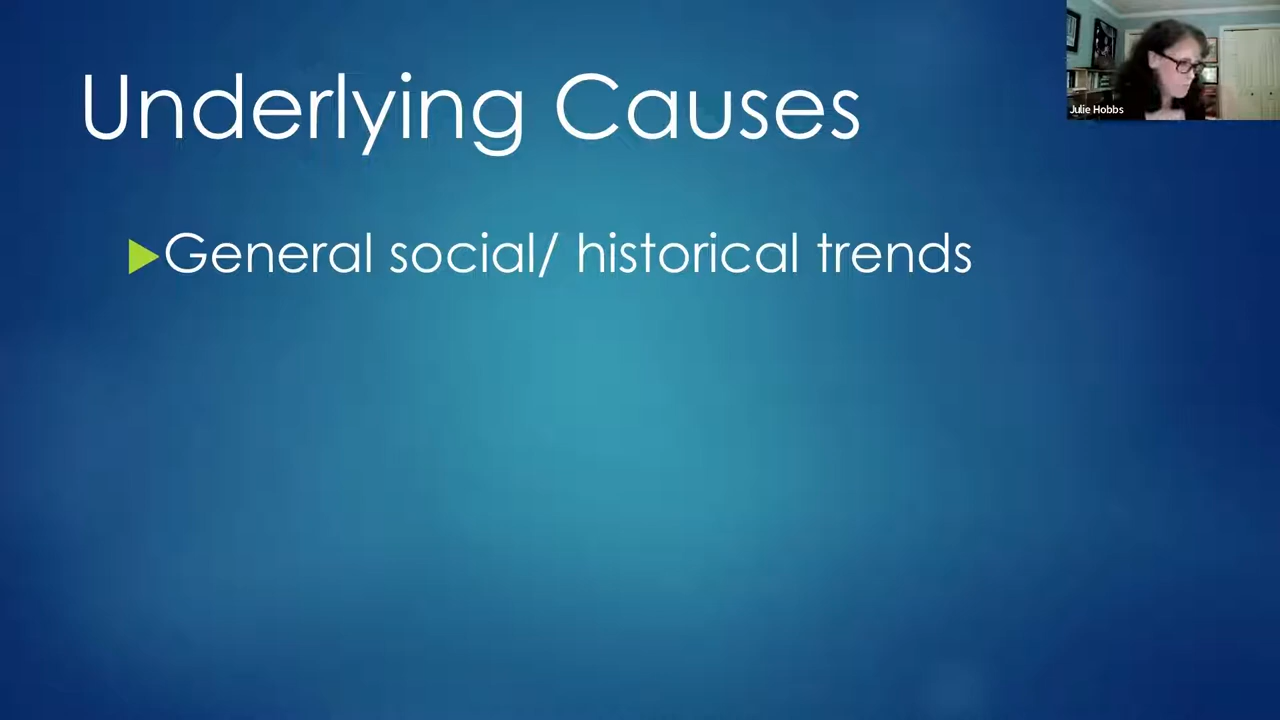 Underlying Causes
Julie Hobbs
General social/ historical trends